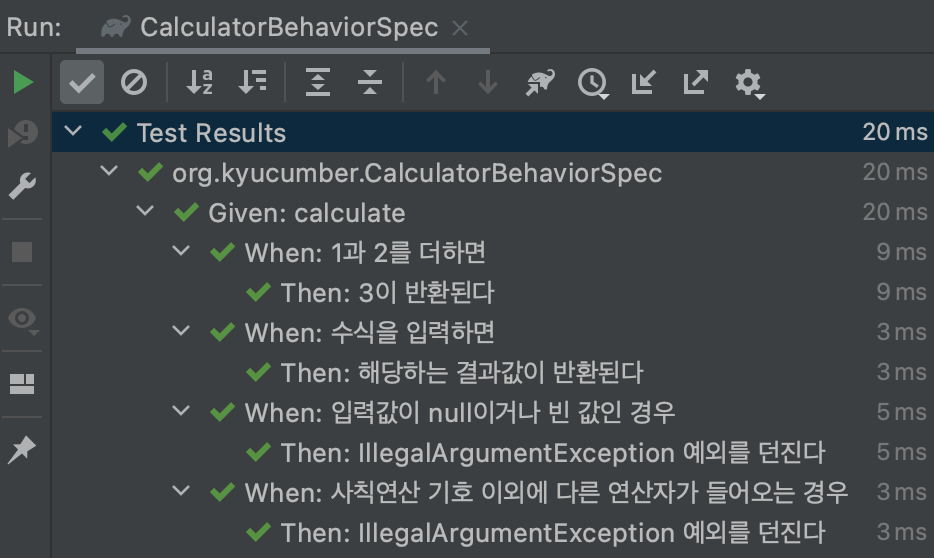 Run: CalculatorBehaviorSpec
Test Results 20 ms
org.kyucumber.CalculatorBehaviorSpec 20 ms
Given: calculate 20 ms
When: 1과 2를 더하면 9 ms
Then: 3이 반환된다 9 ms
When: 수식을 입력하면 3 ms
Then: 해당하는 결과값이 반환된다 3 ms
When: 입력값이 null이거나 빈 값인 경우 5 ms
Then: IllegalArgumentException 예외를 던진다 5 ms
When: 사칙연산 기호 이외에 다른 연산자가 들어오는 경우 3 ms
Then: IllegalArgumentException 예외를 던진다 3 ms